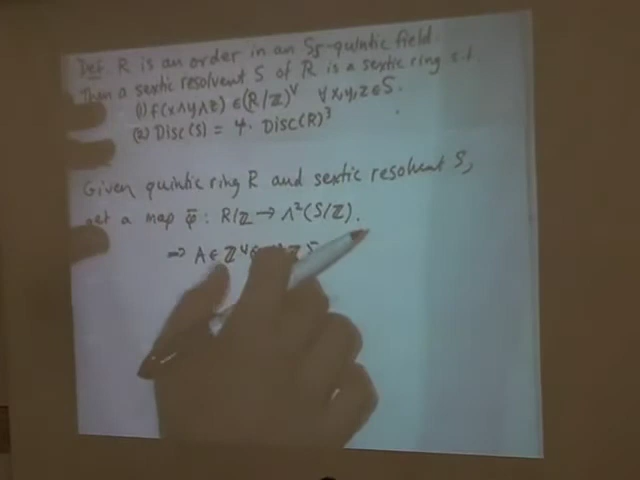 Def R is an order in an S5-quintic field.
Then a sextic resolvent S of R is a sextic ring s.t.
(1) f(x∧y∧z) ∈ (R/ℤ)^∨ ∀x,y,z ∈ S.
(2) Disc(S) = 4· Disc(R)³
Given quintic ring R and sextic resolvent S,
get a map φ̄ : R/ℤ → Λ²(S/ℤ).
⇒ A ∈ ℤ⁴ ⊗